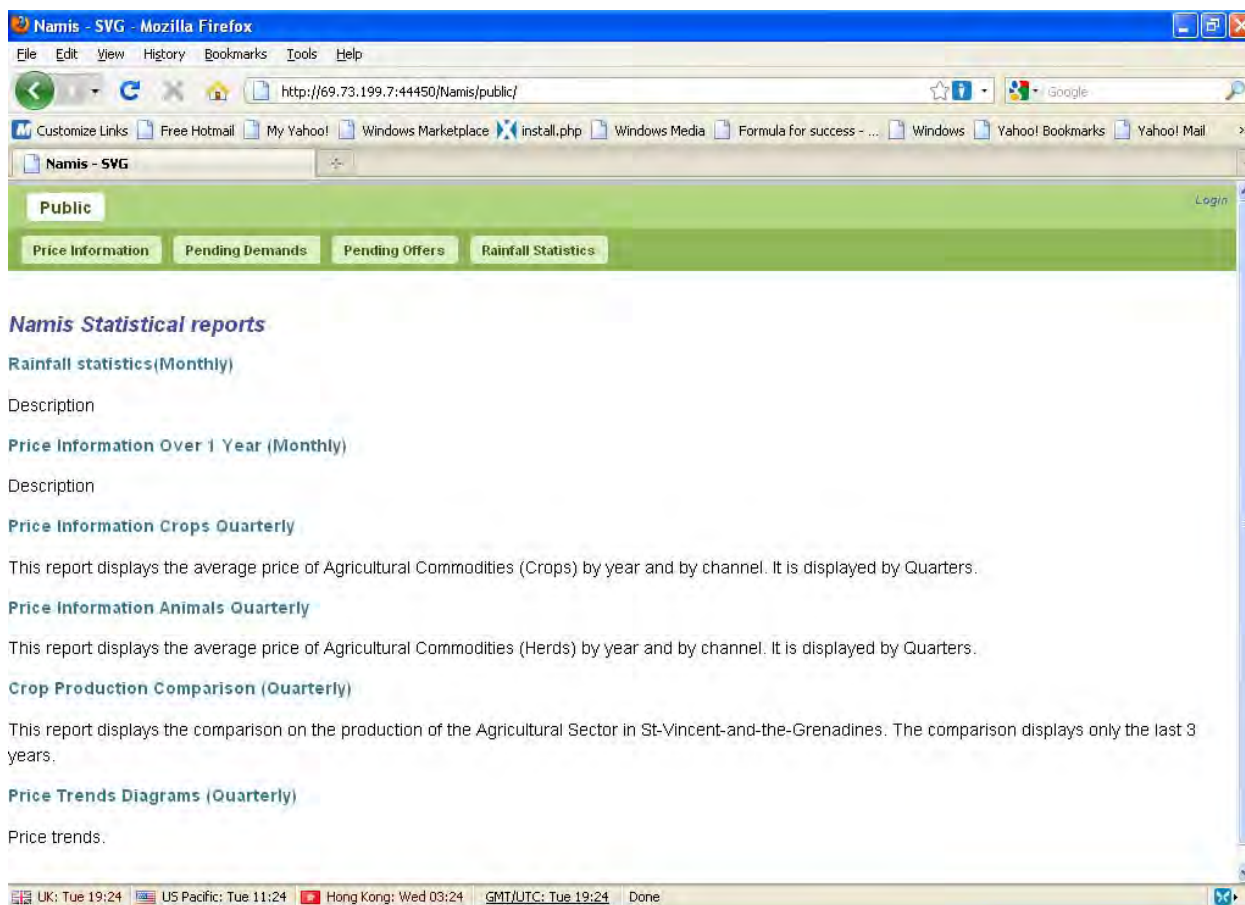 Namis - SVG - Mozilla Firefox
File Edit View History Bookmarks Tools Help
http://69.73.199.7:44450/Namis/public/ Google
Customize Links Free Hotmail My Yahoo! Windows Marketplace install.php Windows Media Formula for success - ... Windows Yahoo! Bookmarks Yahoo! Mail »
Namis - SVG
Public Login
Price Information Pending Demands Pending Offers Rainfall Statistics
Namis Statistical reports
Rainfall statistics(Monthly)
Description
Price Information Over 1 Year (Monthly)
Description
Price Information Crops Quarterly
This report displays the average price of Agricultural Commodities (Crops) by year and by channel. It is displayed by Quarters.
Price Information Animals Quarterly
This report displays the average price of Agricultural Commodities (Herds) by year and by channel. It is displayed by Quarters.
Crop Production Comparison (Quarterly)
This report displays the comparison on the production of the Agricultural Sector in St-Vincent-and-the-Grenadines. The comparison displays only the last 3
years.
Price Trends Diagrams (Quarterly)
Price trends.
UK: Tue 19:24 US Pacific: Tue 11:24 Hong Kong: Wed 03:24 GMT/UTC: Tue 19:24 Done